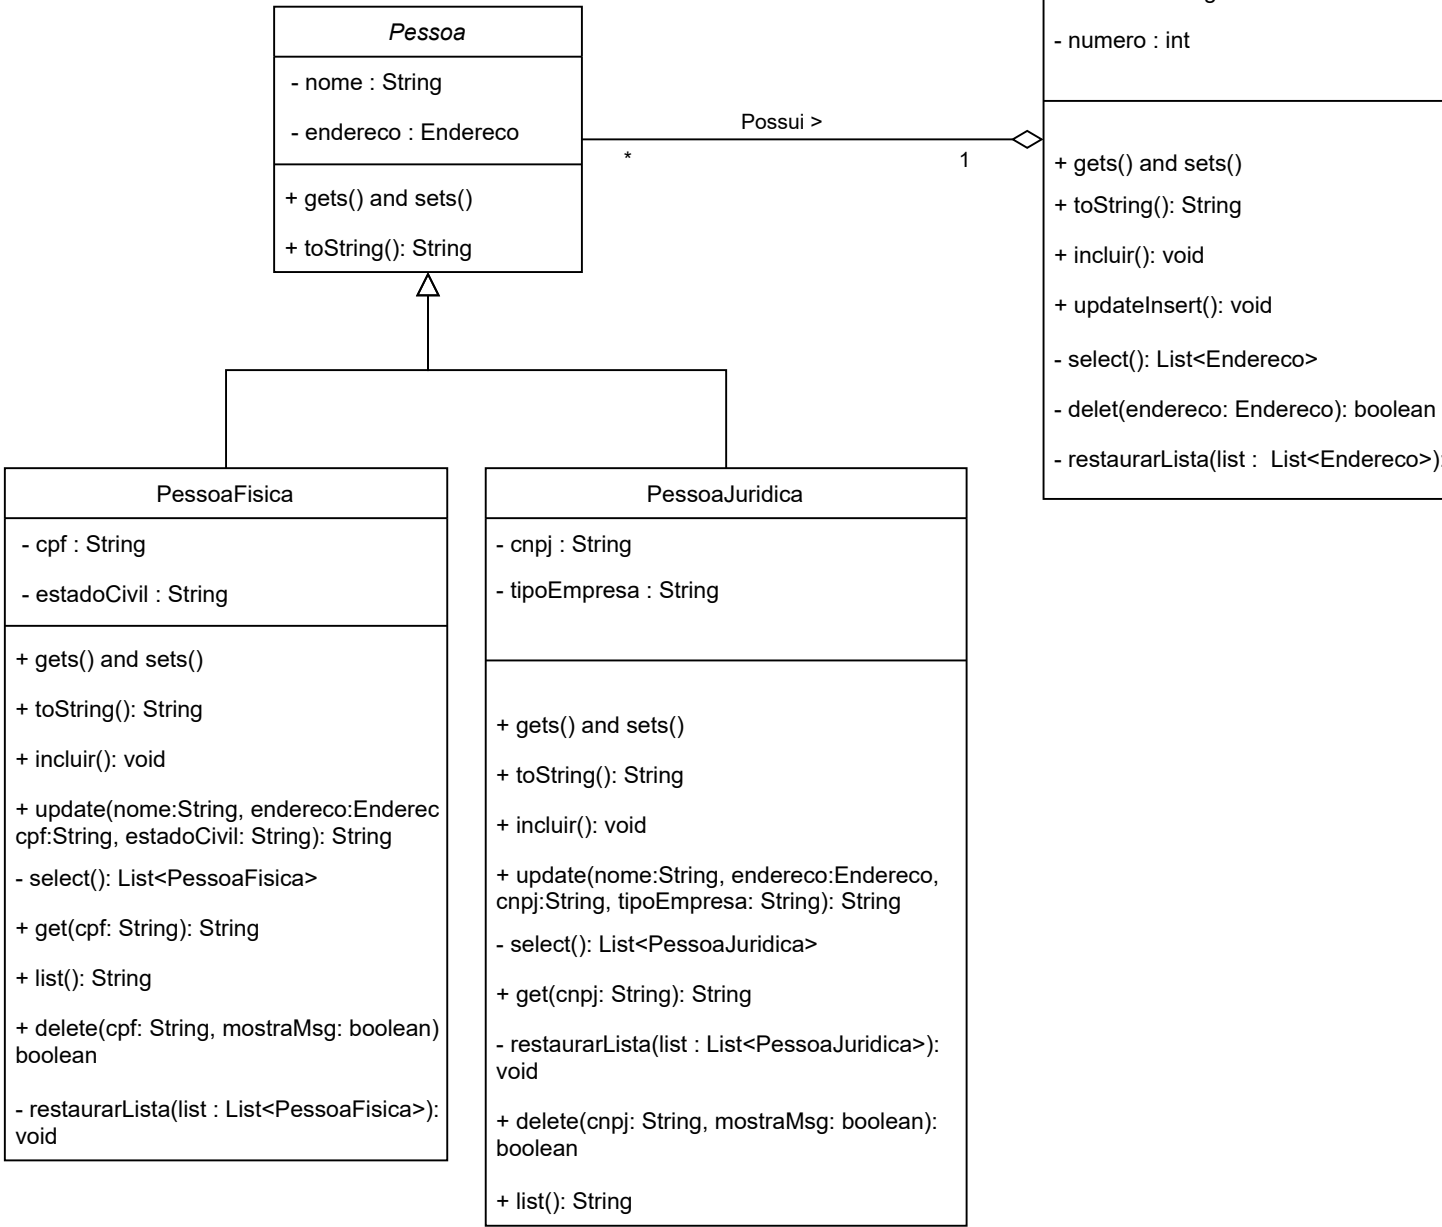 Pessoa
- nome : String
- endereco : Endereco
+ gets() and sets()
+ toString(): String
Possui >
*
1
- numero : int
+ gets() and sets()
+ toString(): String
+ incluir(): void
+ updateInsert(): void
- select(): List<Endereco>
- delet(endereco: Endereco): boolean
- restaurarLista(list : List<Endereco>):
PessoaFisica
- cpf : String
- estadoCivil : String
+ gets() and sets()
+ toString(): String
+ incluir(): void
+ update(nome:String, endereco:Enderec
cpf:String, estadoCivil: String): String
- select(): List<PessoaFisica>
+ get(cpf: String): String
+ list(): String
+ delete(cpf: String, mostraMsg: boolean)
boolean
- restaurarLista(list : List<PessoaFisica>):
void
PessoaJuridica
- cnpj : String
- tipoEmpresa : String
+ gets() and sets()
+ toString(): String
+ incluir(): void
+ update(nome:String, endereco:Endereco,
cnpj:String, tipoEmpresa: String): String
- select(): List<PessoaJuridica>
+ get(cnpj: String): String
- restaurarLista(list : List<PessoaJuridica>):
void
+ delete(cnpj: String, mostraMsg: boolean):
boolean
+ list(): String